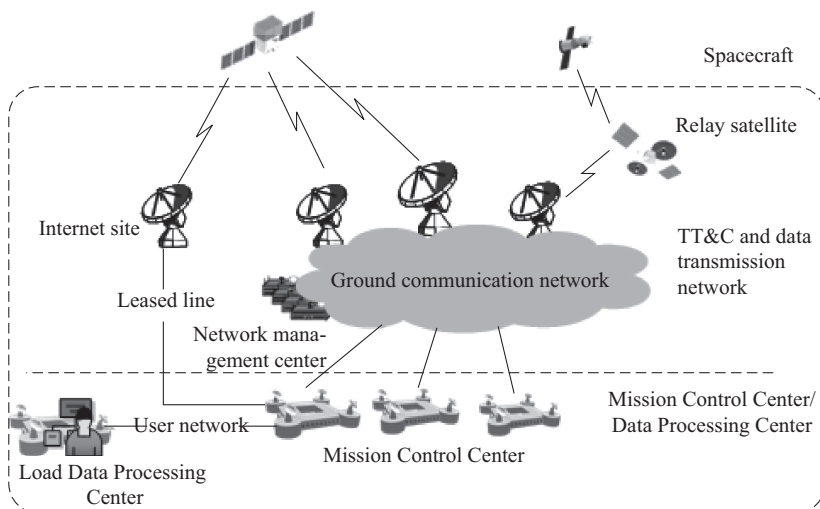 Spacecraft
Relay satellite
Internet site
TT&C and data
transmission
network
Ground communication network
Leased line
Network mana-
gement center
Mission Control Center/
Data Processing Center
User network
Mission Control Center
Load Data Processing
Center